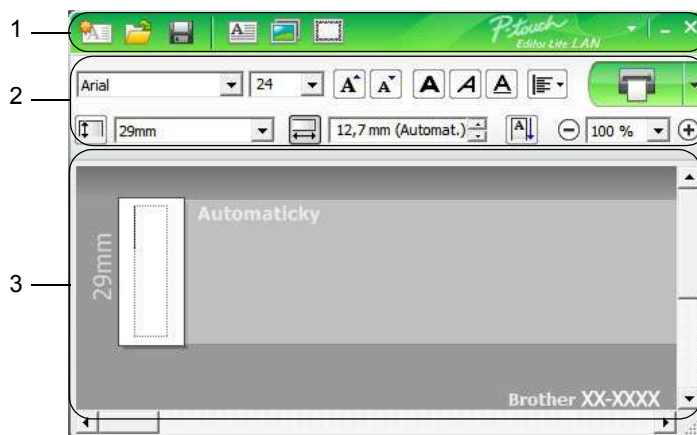 1
A
A
P-touch
Editor Lite LAN
2
Arial 24 A A A A A
29mm 12,7 mm (Automat.) A 100 %
3
Automaticky
29mm
Brother XX-XXXX